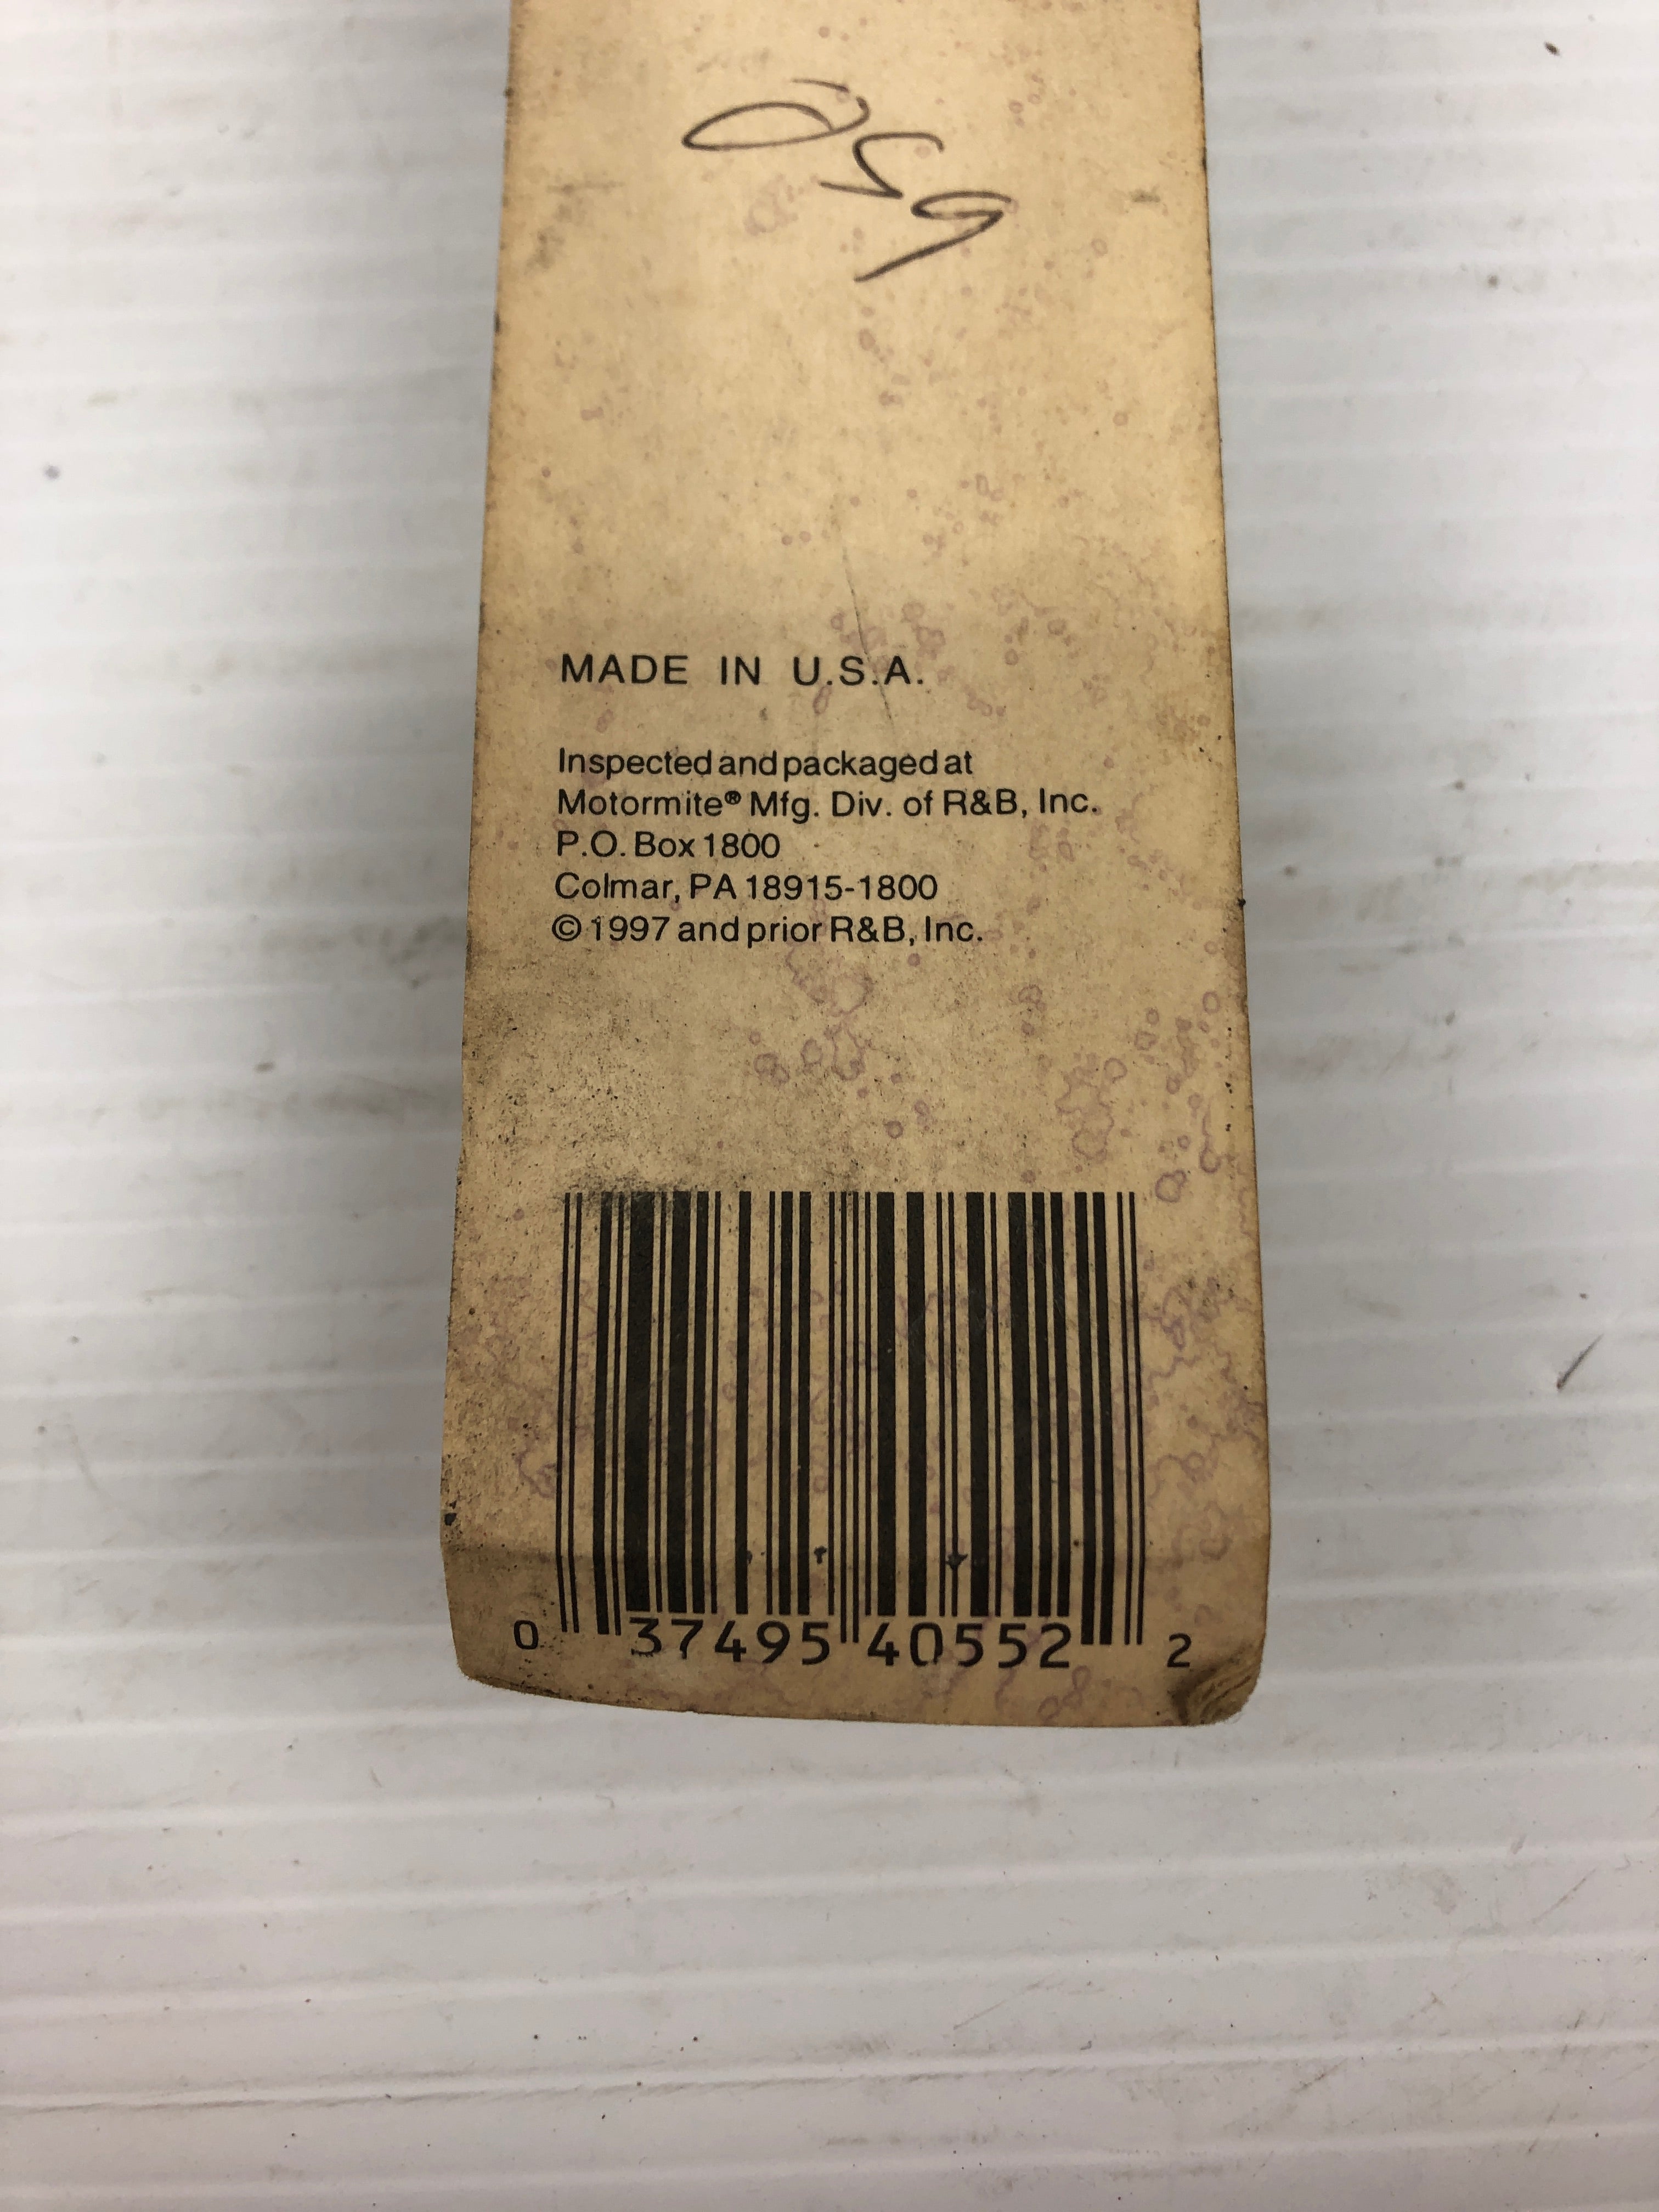 650
MADE IN U.S.A.
Inspected and packaged at
Motormite® Mfg. Div. of R&B, Inc.
P.O. Box 1800
Colmar, PA 18915-1800
© 1997 and prior R&B, Inc.
0 37495 40552 2